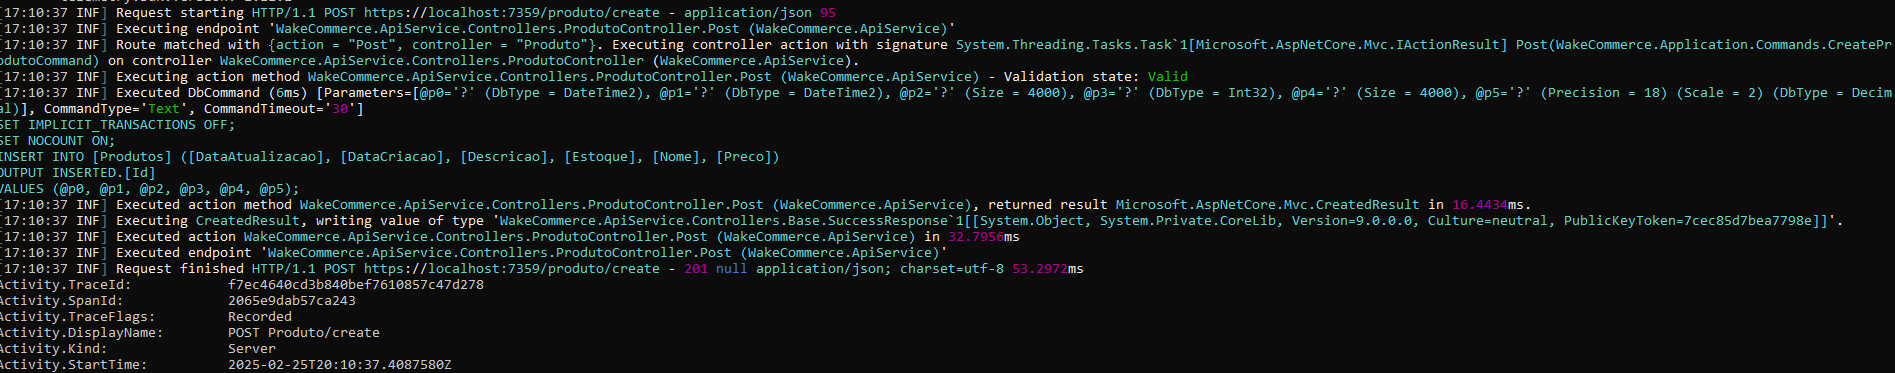 [17:10:37 INF] Request starting HTTP/1.1 POST https://localhost:7359/produto/create - application/json 95
[17:10:37 INF] Executing endpoint 'WakeCommerce.ApiService.Controllers.ProdutoController.Post (WakeCommerce.ApiService)'
[17:10:37 INF] Route matched with {action = "Post", controller = "Produto"}. Executing controller action with signature System.Threading.Tasks.Task`1[Microsoft.AspNetCore.Mvc.IActionResult] Post(WakeCommerce.Application.Commands.CreatePr
odutoCommand) on controller WakeCommerce.ApiService.Controllers.ProdutoController (WakeCommerce.ApiService).
[17:10:37 INF] Executing action method WakeCommerce.ApiService.Controllers.ProdutoController.Post (WakeCommerce.ApiService) - Validation state: Valid
[17:10:37 INF] Executed DbCommand (6ms) [Parameters=[@p0='?' (DbType = DateTime2), @p1='?' (DbType = DateTime2), @p2='?' (Size = 4000), @p3='?' (DbType = Int32), @p4='?' (Size = 4000), @p5='?' (Precision = 18) (Scale = 2) (DbType = Decim
al)], CommandType='Text', CommandTimeout='30']
SET IMPLICIT_TRANSACTIONS OFF;
SET NOCOUNT ON;
INSERT INTO [Produtos] ([DataAtualizacao], [DataCriacao], [Descricao], [Estoque], [Nome], [Preco])
OUTPUT INSERTED.[Id]
VALUES (@p0, @p1, @p2, @p3, @p4, @p5);
[17:10:37 INF] Executed action method WakeCommerce.ApiService.Controllers.ProdutoController.Post (WakeCommerce.ApiService), returned result Microsoft.AspNetCore.Mvc.CreatedResult in 16.4434ms.
[17:10:37 INF] Executing CreatedResult, writing value of type 'WakeCommerce.ApiService.Controllers.Base.SuccessResponse`1[[System.Object, System.Private.CoreLib, Version=9.0.0.0, Culture=neutral, PublicKeyToken=7cec85d7bea7798e]]'.
[17:10:37 INF] Executed action WakeCommerce.ApiService.Controllers.ProdutoController.Post (WakeCommerce.ApiService) in 32.7956ms
[17:10:37 INF] Executed endpoint 'WakeCommerce.ApiService.Controllers.ProdutoController.Post (WakeCommerce.ApiService)'
[17:10:37 INF] Request finished HTTP/1.1 POST https://localhost:7359/produto/create - 201 null application/json; charset=utf-8 53.2972ms
Activity.TraceId: f7ec4640cd3b840bef7610857c47d278
Activity.SpanId: 2065e9dab57ca243
Activity.TraceFlags: Recorded
Activity.DisplayName: POST Produto/create
Activity.Kind: Server
Activity.StartTime: 2025-02-25T20:10:37.4087580Z